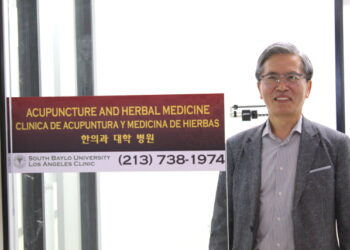 ACUPUNCTURE AND HERBAL MEDICINE
CLINICA DE ACUPUNTURA Y MEDICINA DE HIERBAS
한의과 대학 병원
SOUTH BAYLO UNIVERSITY
LOS ANGELES CLINIC
(213) 738-1974